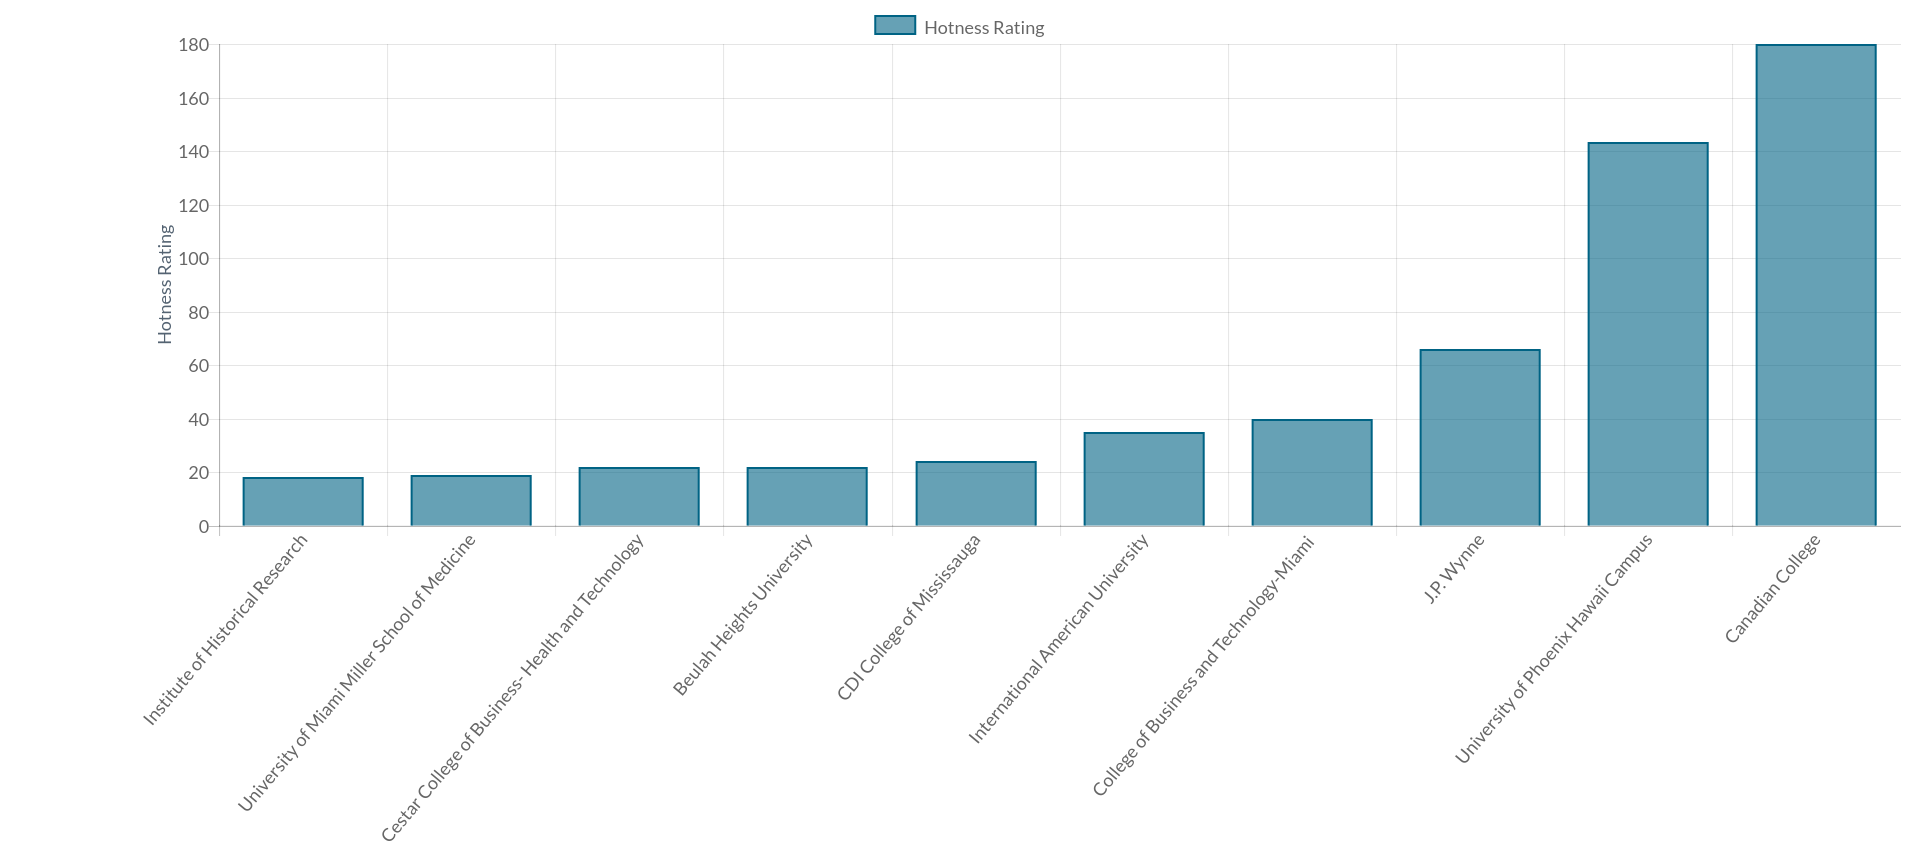 Hotness Rating
180
160
140
120
100
80
60
40
20
0
Hotness Rating
Institute of Historical Research
University of Miami Miller School of Medicine
Cestar College of Business- Health and Technology
Beulah Heights University
CDI College of Mississauga
International American University
College of Business and Technology-Miami
J.P. Wynne
University of Phoenix Hawaii Campus
Canadian College